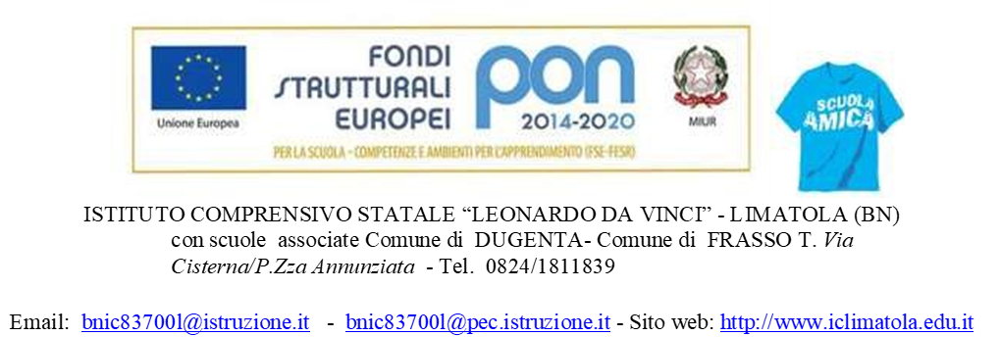 FONDI
STRUTTURALI
EUROPEI
pon
2014-2020
Unione Europea
MIUR
PER LA SCUOLA - COMPETENZE E AMBIENTI PER L'APPRENDIMENTO (FSE-FESR)
SCUOLA
AMICA
ISTITUTO COMPRENSIVO STATALE “LEONARDO DA VINCI” - LIMATOLA (BN)
con scuole associate Comune di DUGENTA- Comune di FRASSO T. Via
Cisterna/P.Zza Annunziata - Tel. 0824/1811839
Email: bnic83700l@istruzione.it - bnic83700l@pec.istruzione.it - Sito web: http://www.iclimatola.edu.it